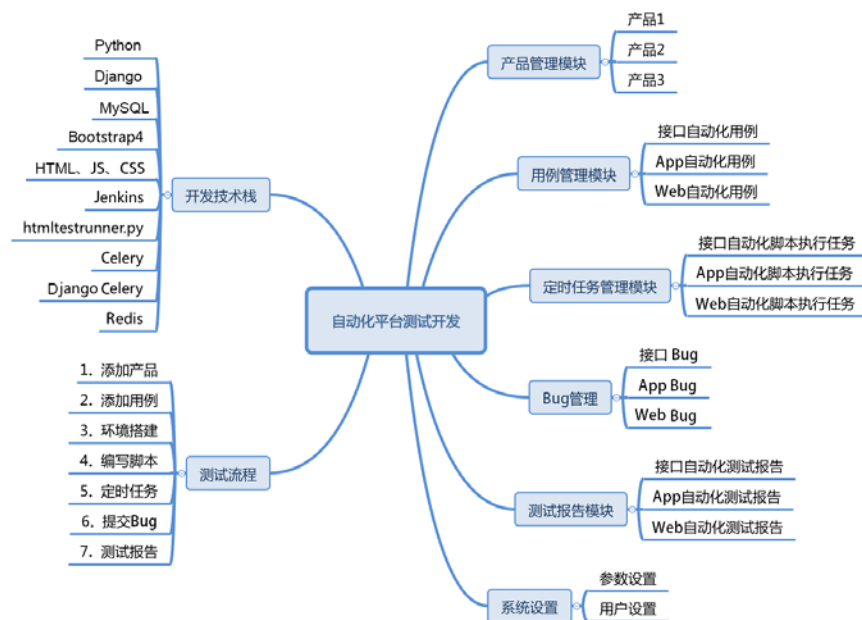 自动化平台测试开发
开发技术栈
Python
Django
MySQL
Bootstrap4
HTML、JS、CSS
Jenkins
htmltestrunner.py
Celery
Django Celery
Redis
测试流程
1. 添加产品
2. 添加用例
3. 环境搭建
4. 编写脚本
5. 定时任务
6. 提交Bug
7. 测试报告
产品管理模块
产品1
产品2
产品3
用例管理模块
接口自动化用例
App自动化用例
Web自动化用例
定时任务管理模块
接口自动化脚本执行任务
App自动化脚本执行任务
Web自动化脚本执行任务
Bug管理
接口 Bug
App Bug
Web Bug
测试报告模块
接口自动化测试报告
App自动化测试报告
Web自动化测试报告
系统设置
参数设置
用户设置